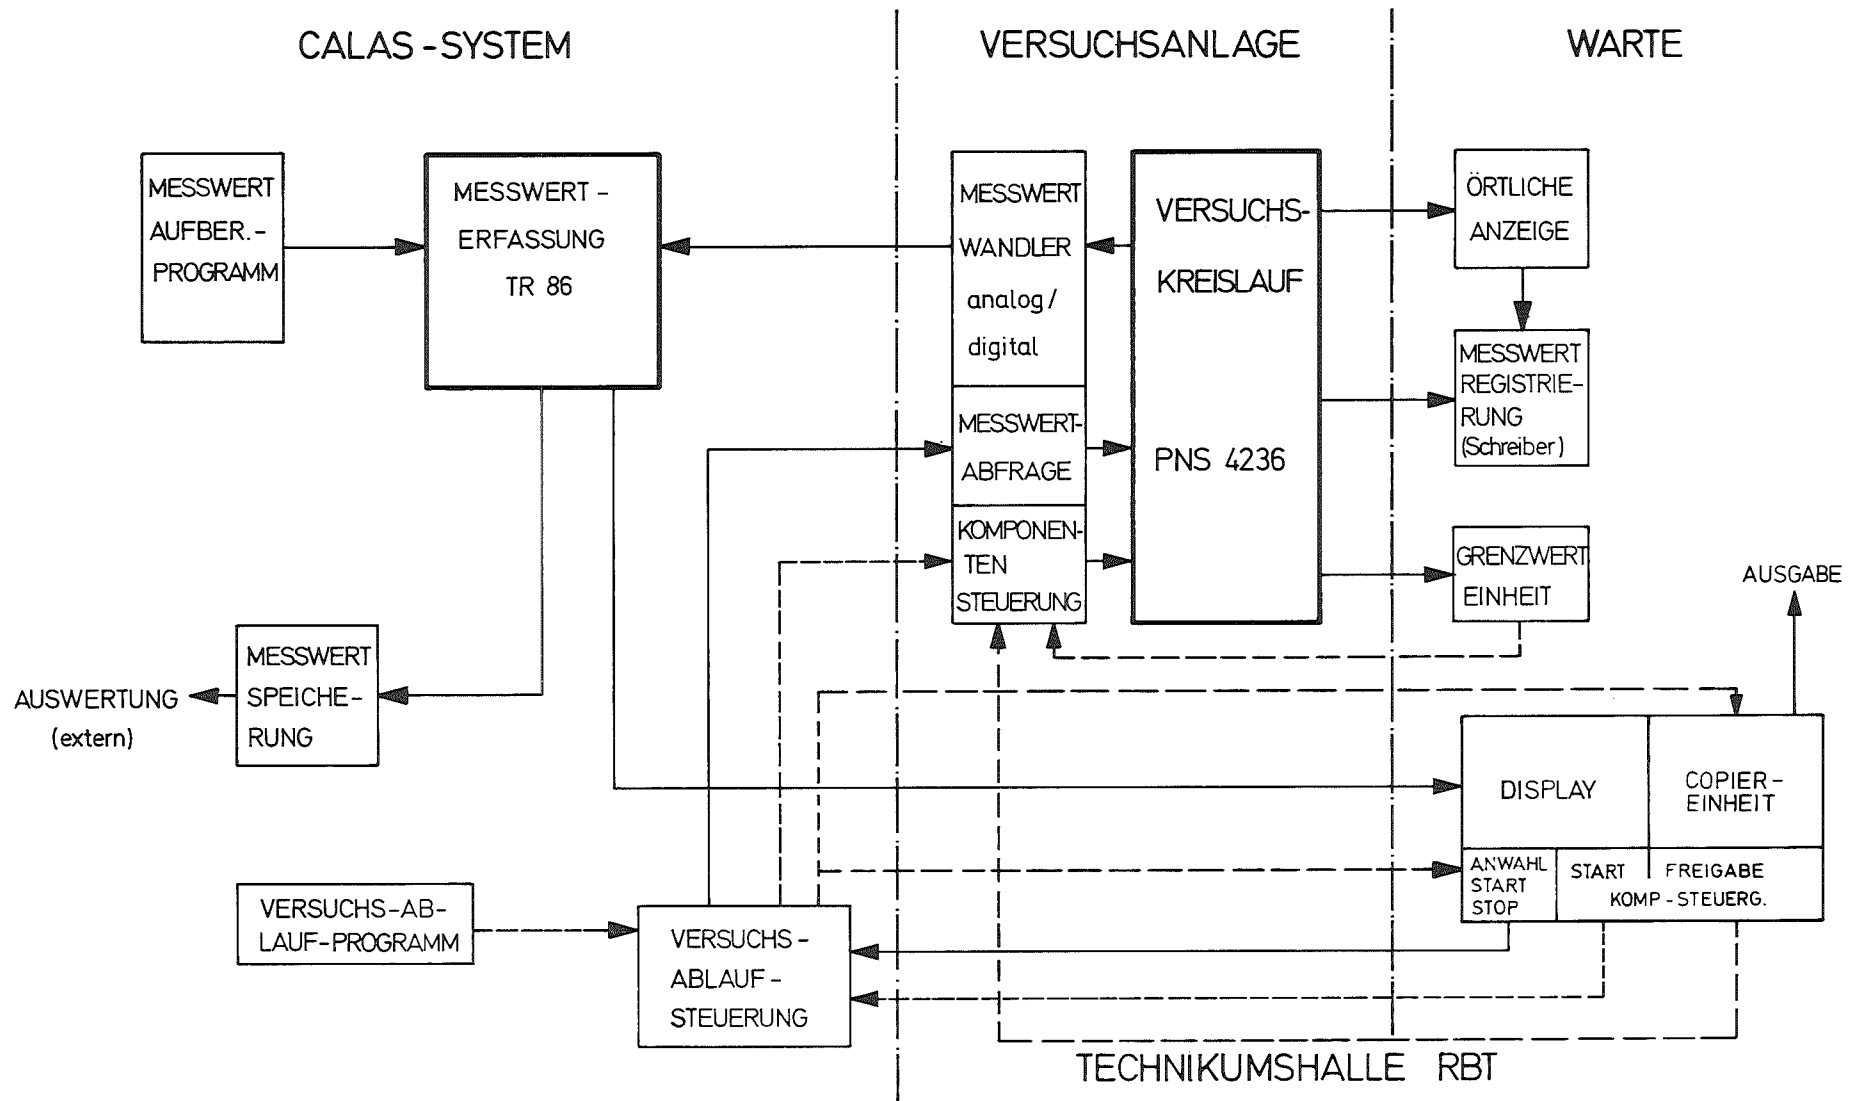 CALAS-SYSTEM
VERSUCHSANLAGE
WARTE
MESSWERT
AUFBER.-
PROGRAMM
MESSWERT-
ERFASSUNG
TR 86
MESSWERT
WANDLER
analog/
digital
MESSWERT-
ABFRAGE
KOMPONEN-
TEN
STEUERUNG
VERSUCHS-
KREISLAUF
PNS 4236
ÖRTLICHE
ANZEIGE
MESSWERT
REGISTRIE-
RUNG
(Schreiber)
GRENZWERT
EINHEIT
AUSGABE
AUSWERTUNG
(extern)
MESSWERT
SPEICHE-
RUNG
DISPLAY
COPIER-
EINHEIT
ANWAHL
START
STOP
START
FREIGABE
KOMP-STEUERG.
VERSUCHS-AB-
LAUF-PROGRAMM
VERSUCHS-
ABLAUF-
STEUERUNG
TECHNIKUMSHALLE RBT